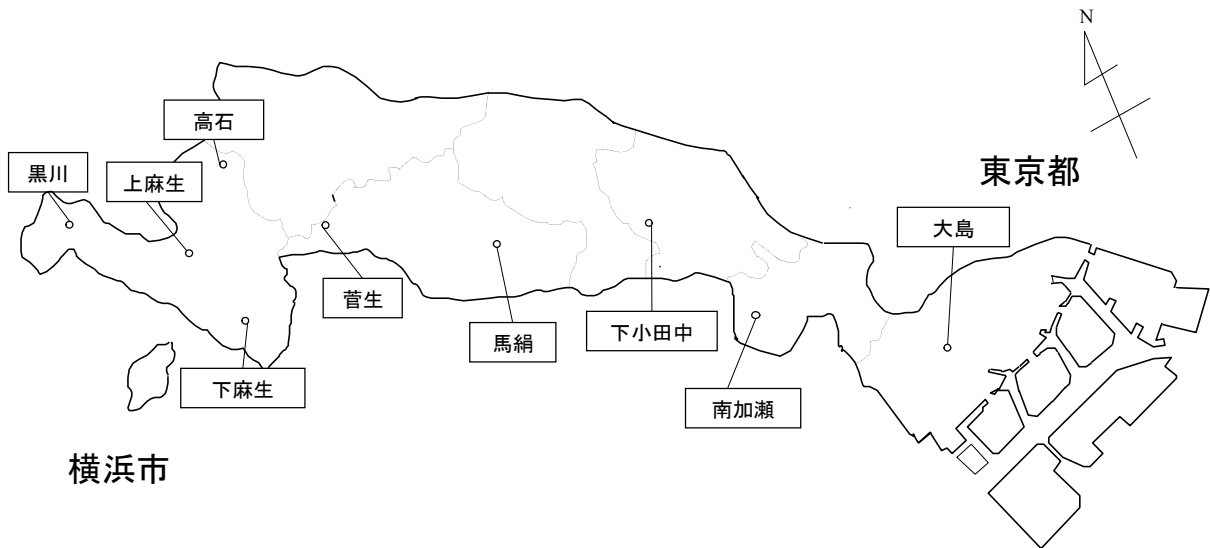 N
東京都
高石
黒川
上麻生
大島
菅生
馬絹
下小田中
下麻生
南加瀬
横浜市